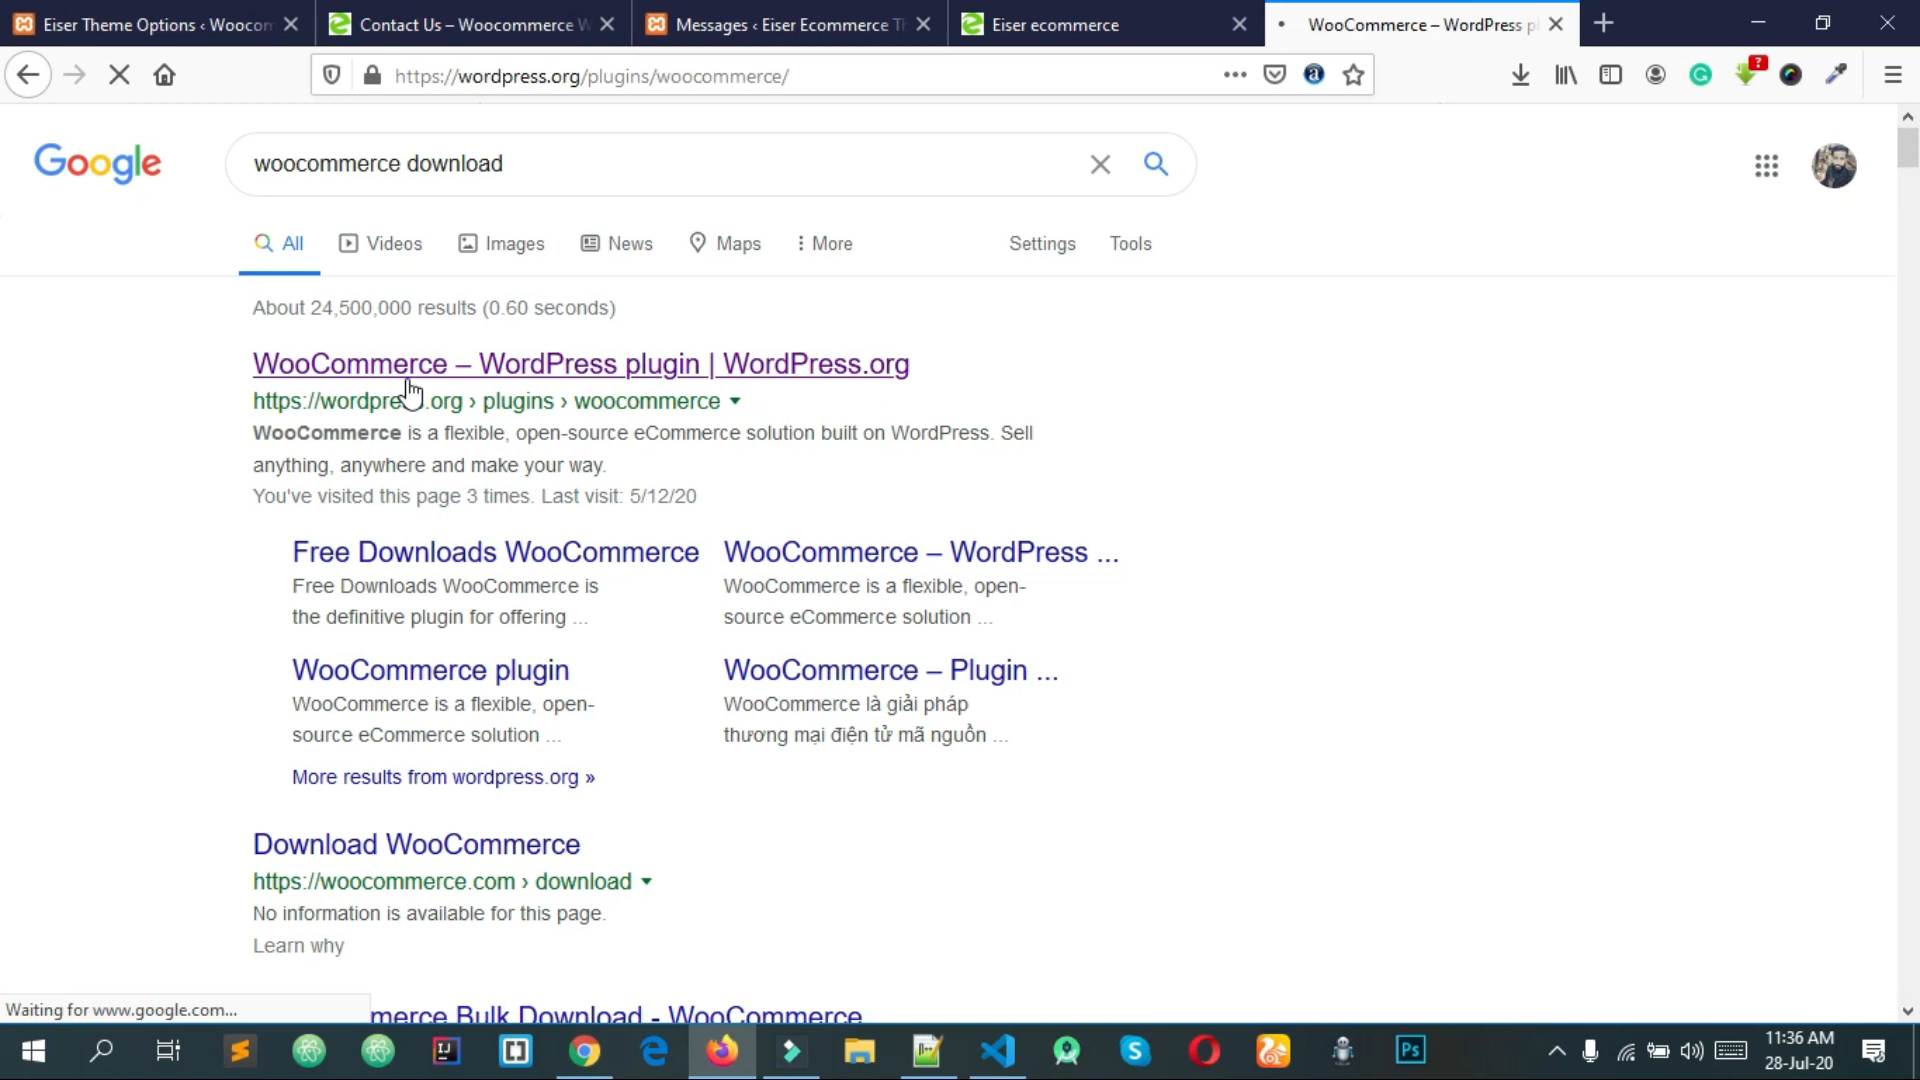 Eiser Theme Options ‹ Woocom
Contact Us – Woocommerce W
Messages ‹ Eiser Ecommerce Th
Eiser ecommerce
WooCommerce – WordPress pl
https://wordpress.org/plugins/woocommerce/
Google
woocommerce download
All
Videos
Images
News
Maps
More
Settings
Tools
About 24,500,000 results (0.60 seconds)
WooCommerce – WordPress plugin | WordPress.org
https://wordpress.org › plugins › woocommerce
WooCommerce is a flexible, open-source eCommerce solution built on WordPress. Sell
anything, anywhere and make your way.
You've visited this page 3 times. Last visit: 5/12/20
Free Downloads WooCommerce
Free Downloads WooCommerce is
the definitive plugin for offering ...
WooCommerce – WordPress ...
WooCommerce is a flexible, open-
source eCommerce solution ...
WooCommerce plugin
WooCommerce is a flexible, open-
source eCommerce solution ...
WooCommerce – Plugin ...
WooCommerce là giải pháp
thương mại điện tử mã nguồn ...
More results from wordpress.org »
Download WooCommerce
https://woocommerce.com › download
No information is available for this page.
Learn why
Waiting for www.google.com...
merce Bulk Download - WooCommerce
11:36 AM
28-Jul-20